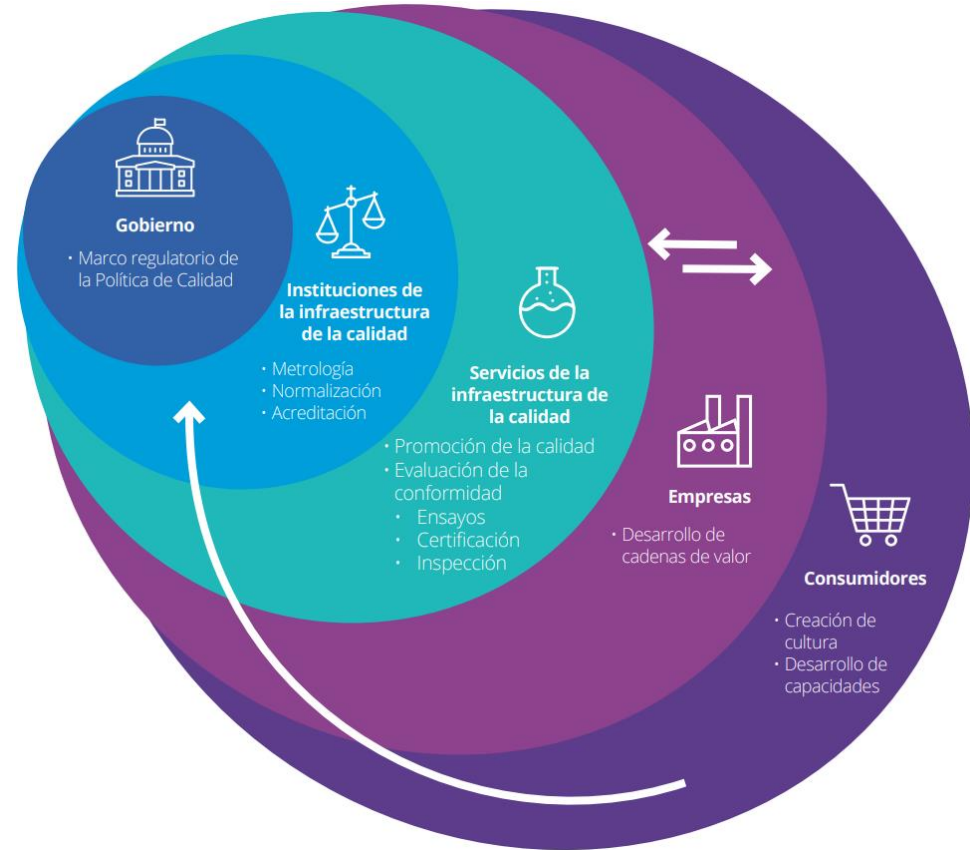 Gobierno
• Marco regulatorio de
la Política de Calidad
Instituciones de
la infraestructura
de la calidad
• Metrología
• Normalización
• Acreditación
Servicios de la
infraestructura de
la calidad
• Promoción de la calidad
• Evaluación de la
conformidad
• Ensayos
• Certificación
• Inspección
Empresas
• Desarrollo de
cadenas de valor
Consumidores
• Creación de
cultura
• Desarrollo de
capacidades